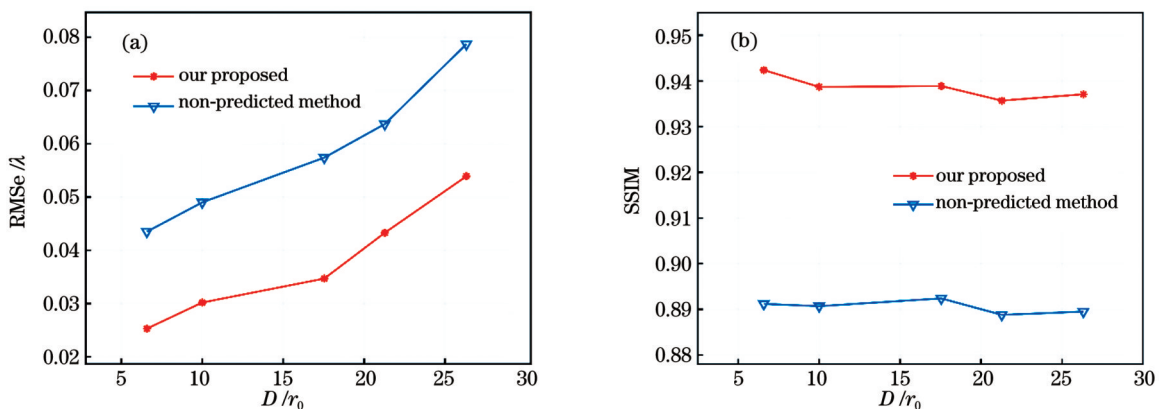 (a)
our proposed
non-predicted method
0.08
0.07
0.06
0.05
0.04
0.03
0.02
RMSe /λ
5 10 15 20 25 30
D /r₀
(b)
our proposed
non-predicted method
0.95
0.94
0.93
0.92
0.91
0.90
0.89
0.88
SSIM
5 10 15 20 25 30
D /r₀